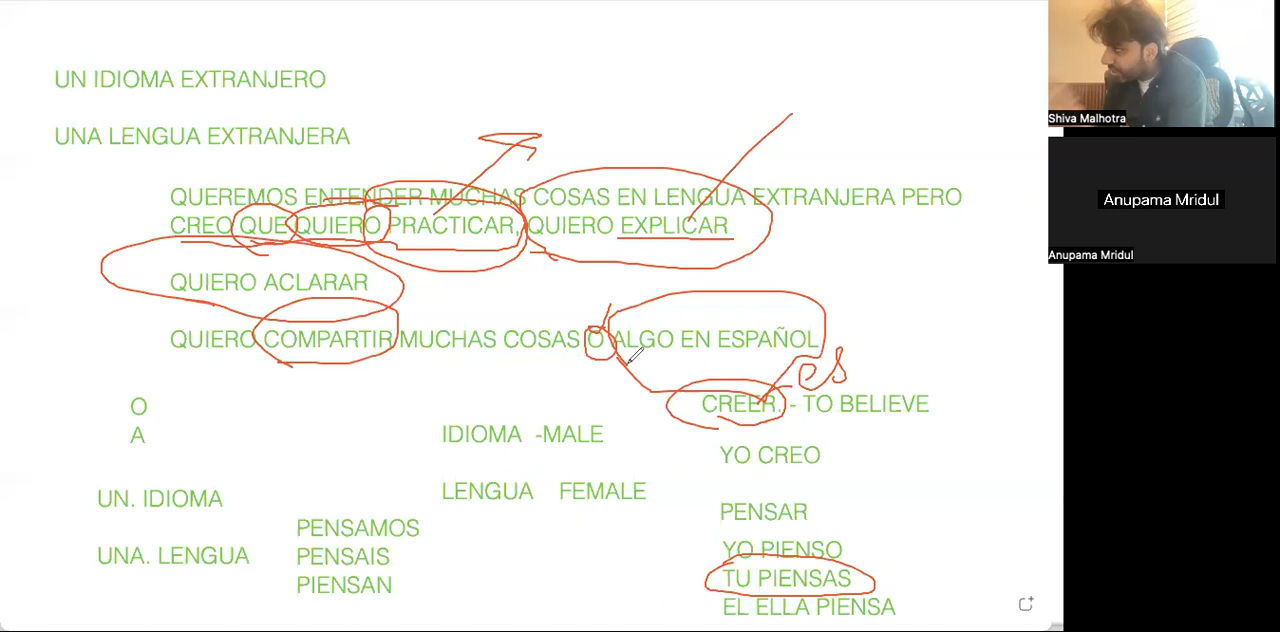 UN IDIOMA EXTRANJERO
UNA LENGUA EXTRANJERA
QUEREMOS ENTENDER MUCHAS COSAS EN LENGUA EXTRANJERA PERO
CREO QUE QUIERO PRACTICAR, QUIERO EXPLICAR
QUIERO ACLARAR
QUIERO COMPARTIR MUCHAS COSAS O ALGO EN ESPAÑOL
es
CREER. - TO BELIEVE
YO CREO
O
A
IDIOMA -MALE
LENGUA FEMALE
UN. IDIOMA
UNA. LENGUA
PENSAMOS
PENSAIS
PIENSAN
PENSAR
YO PIENSO
TU PIENSAS
EL ELLA PIENSA
Shiva Malhotra
Anupama Mridul
Anupama Mridul